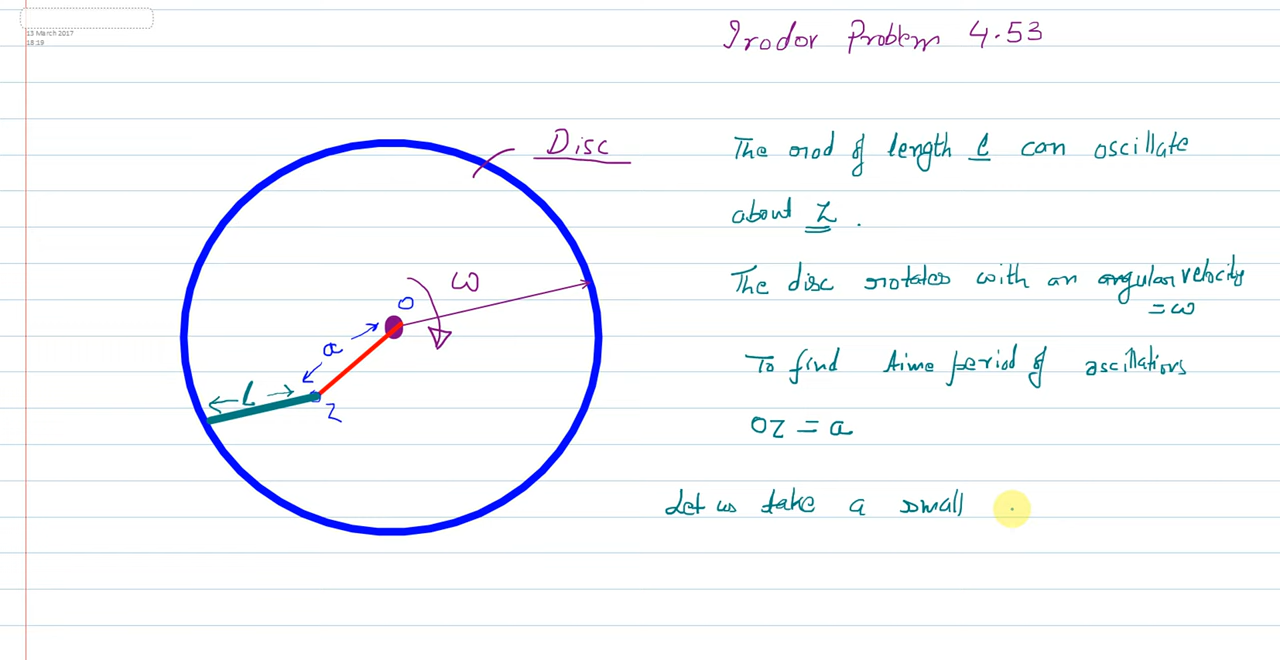 13 March 2017
18:19
Irodov Problem 4.53
Disc
The rod of length l can oscillate
about Z.
The disc rotates with an angular velocity
= ω
To find time period of oscillations
OZ = a
Let us take a small
O
ω
a
l
Z